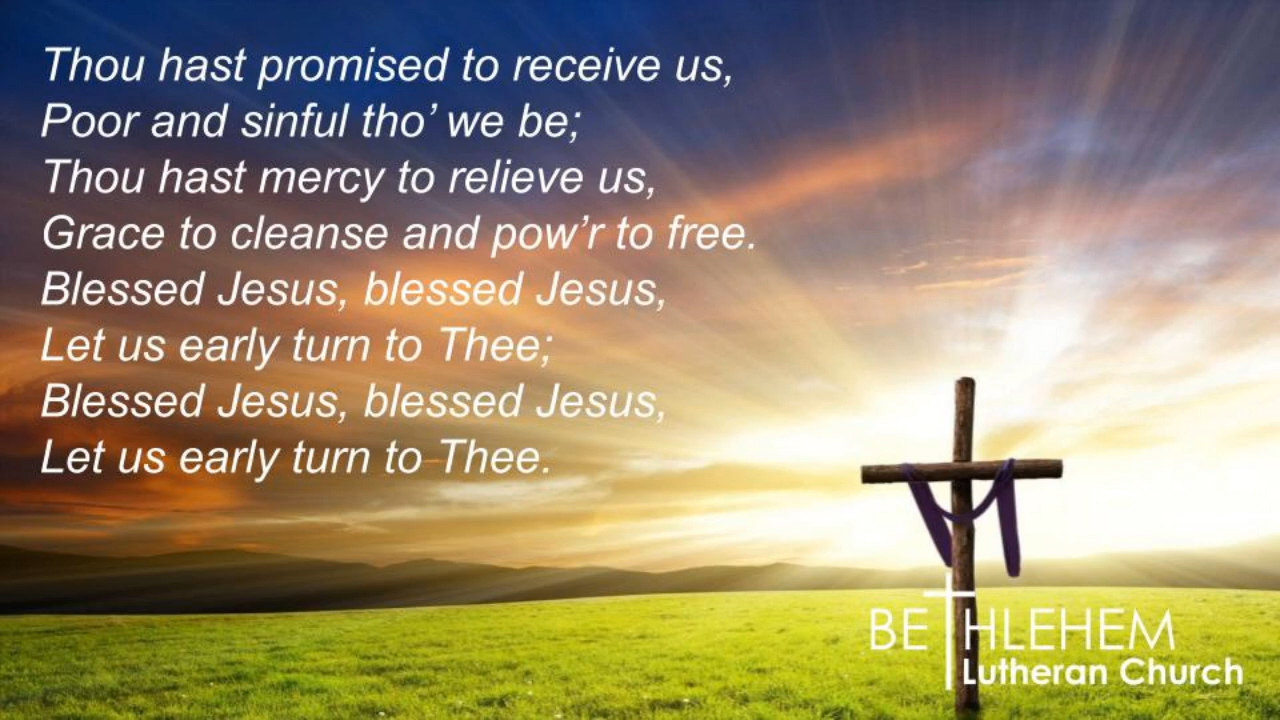 Thou hast promised to receive us,
Poor and sinful tho’ we be;
Thou hast mercy to relieve us,
Grace to cleanse and pow’r to free.
Blessed Jesus, blessed Jesus,
Let us early turn to Thee;
Blessed Jesus, blessed Jesus,
Let us early turn to Thee.
BETHLEHEM
Lutheran Church